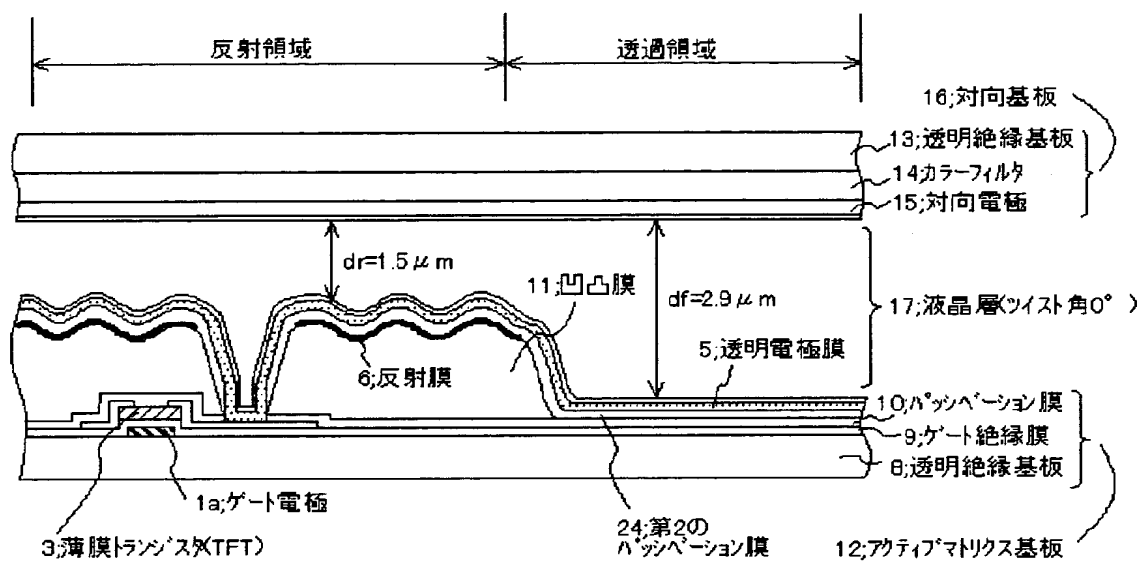 反射領域
透過領域
16;対向基板
13;透明絶縁基板
14;カラーフィルタ
15;対向電極
dr=1.5μm
11;凹凸膜
df=2.9μm
17;液晶層(ツイスト角0°)
5;透明電極膜
6;反射膜
10;パッシベーション膜
9;ゲート絶縁膜
8;透明絶縁基板
1a;ゲート電極
3;薄膜トランジスタ(TFT)
24;第2の
パッシベーション膜
12;アクティブマトリクス基板